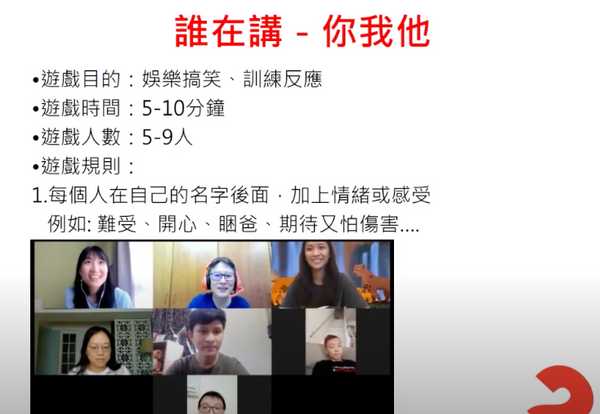 誰在講 - 你我他
•遊戲目的：娛樂搞笑、訓練反應
•遊戲時間：5-10分鐘
•遊戲人數：5-9人
•遊戲規則：
1.每個人在自己的名字後面，加上情緒或感受
例如: 難受、開心、睏爸、期待又怕傷害....